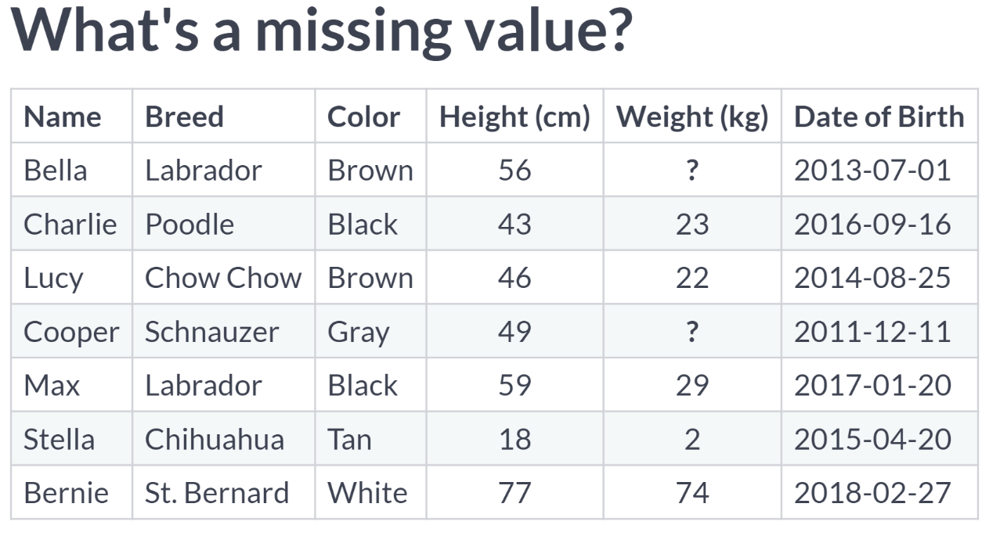 What's a missing value?
Name Breed Color Height (cm) Weight (kg) Date of Birth
Bella Labrador Brown 56 ? 2013-07-01
Charlie Poodle Black 43 23 2016-09-16
Lucy Chow Chow Brown 46 22 2014-08-25
Cooper Schnauzer Gray 49 ? 2011-12-11
Max Labrador Black 59 29 2017-01-20
Stella Chihuahua Tan 18 2 2015-04-20
Bernie St. Bernard White 77 74 2018-02-27